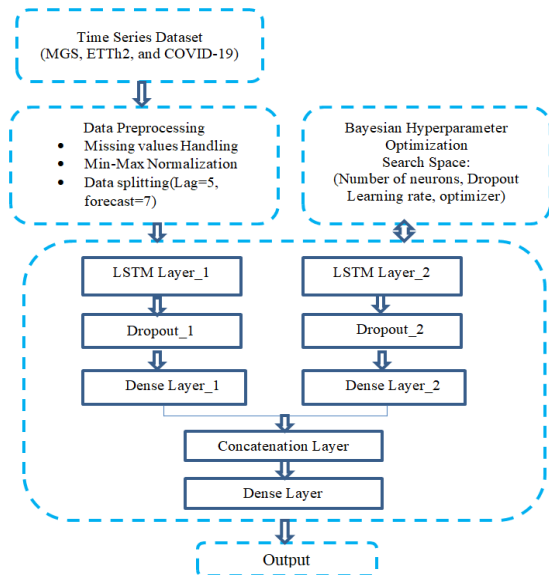 Time Series Dataset
(MGS, ETTh2, and COVID-19)
Data Preprocessing
• Missing values Handling
• Min-Max Normalization
• Data splitting(Lag=5,
forecast=7)
Bayesian Hyperparameter
Optimization
Search Space:
(Number of neurons, Dropout
Learning rate, optimizer)
LSTM Layer_1
LSTM Layer_2
Dropout_1
Dropout_2
Dense Layer_1
Dense Layer_2
Concatenation Layer
Dense Layer
Output